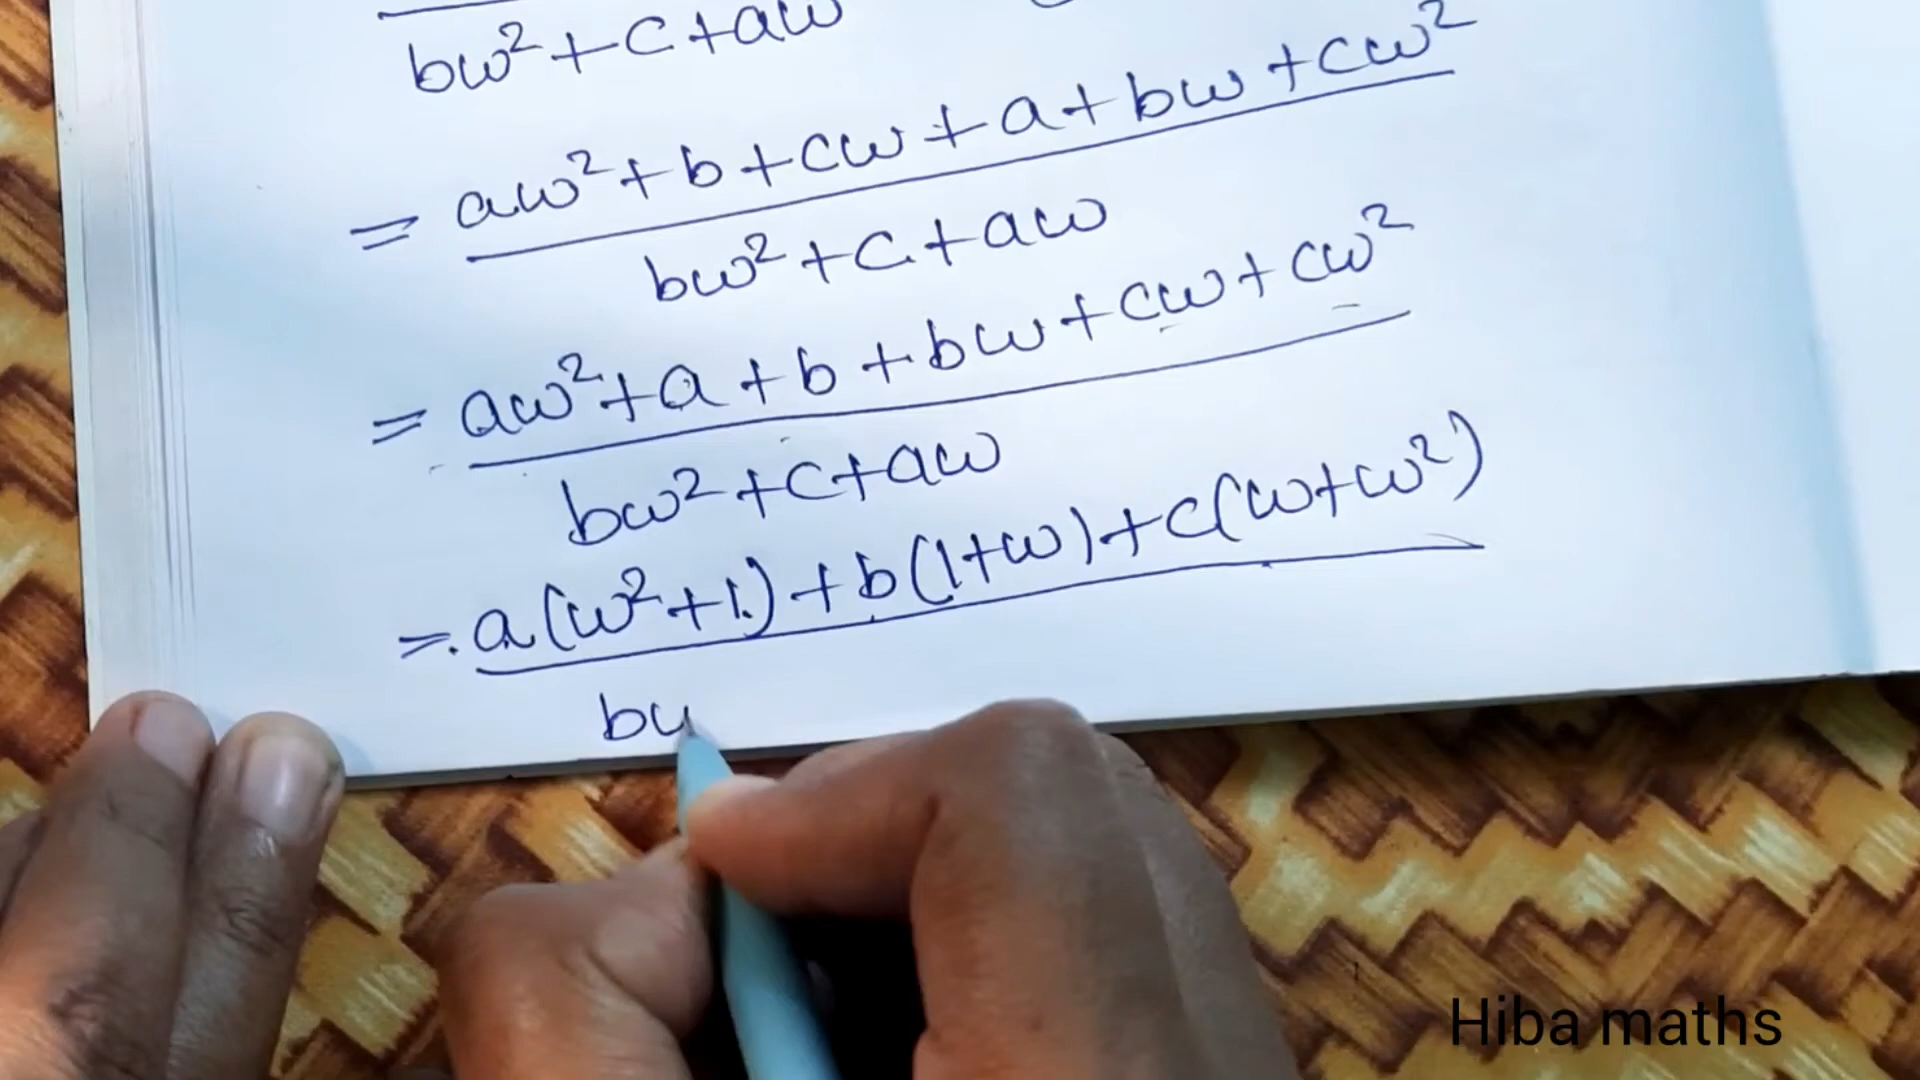 bω²+c+aω
= aω²+b+cω+a+bω+cω²
bω²+c+aω
= aω²+a+b+bω+cω+cω²
bω²+c+aω
= a(ω²+1)+b(1+ω)+c(ω+ω²)
b
Hiba maths